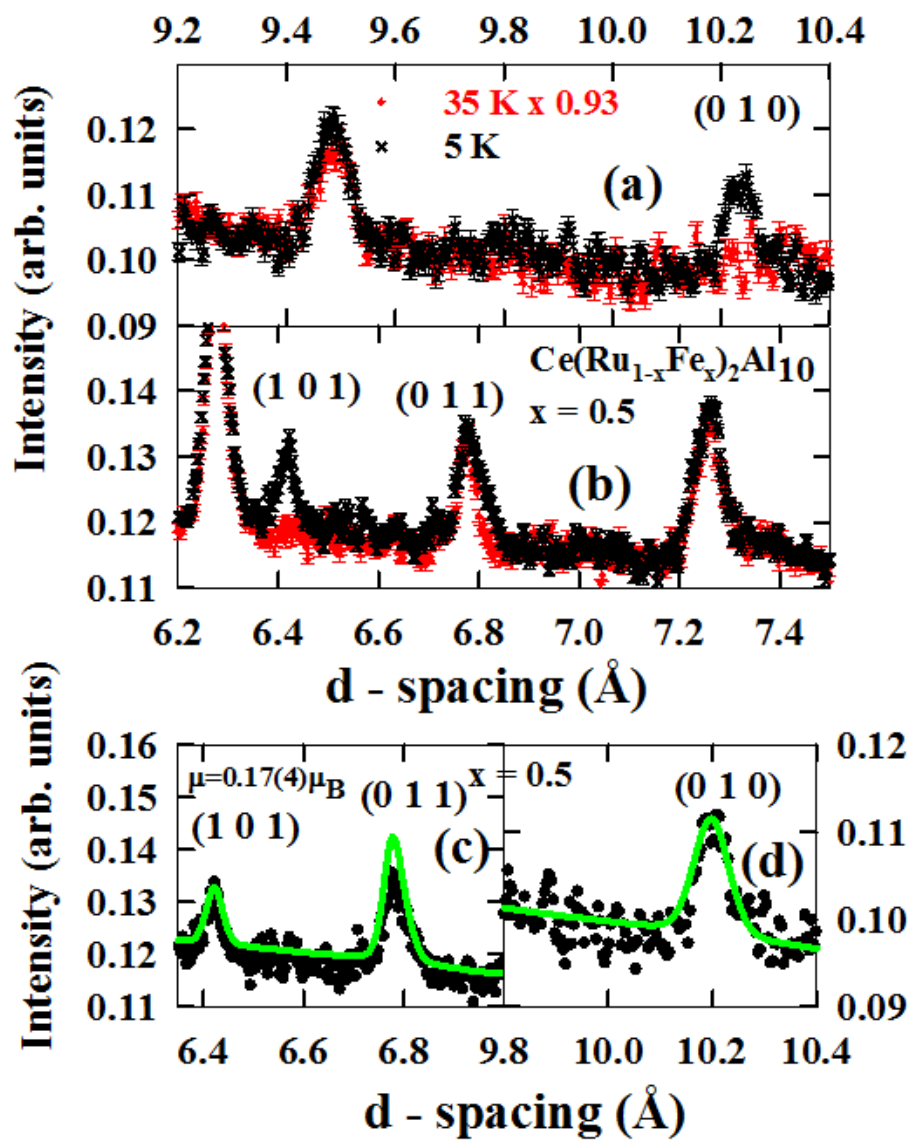 9.2 9.4 9.6 9.8 10.0 10.2 10.4
Intensity (arb. units)
0.12
0.11
0.10
0.09
35 K x 0.93
5 K
(0 1 0)
(a)
0.14
0.13
0.12
0.11
(1 0 1)
(0 1 1)
Ce(Ru1-xFex)2Al10
x = 0.5
(b)
6.2 6.4 6.6 6.8 7.0 7.2 7.4
d - spacing (Å)
Intensity (arb. units)
0.16
0.15
0.14
0.13
0.12
0.11
μ=0.17(4)μB
(0 1 1)
(1 0 1)
(c)
x = 0.5
(0 1 0)
(d)
0.12
0.11
0.10
0.09
6.4 6.6 6.8 9.8 10.0 10.2 10.4
d - spacing (Å)